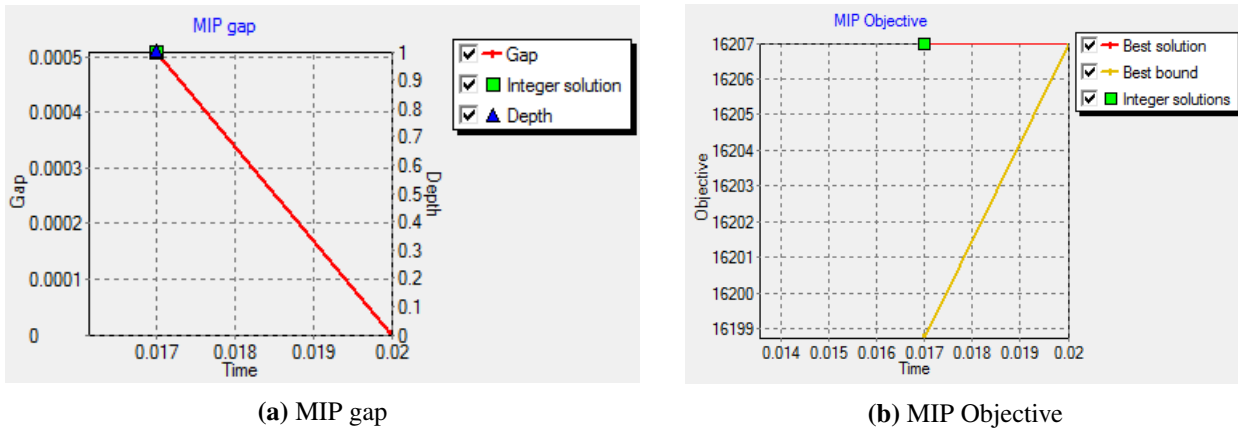 MIP gap
0.0005
0.0004
0.0003
0.0002
0.0001
0
Gap
1
0.9
0.8
0.7
0.6
0.5
0.4
0.3
0.2
0.1
0
Depth
0.017 0.018 0.019 0.02
Time
Gap
Integer solution
Depth
(a) MIP gap
MIP Objective
16207
16206
16205
16204
16203
16202
16201
16200
16199
Objective
0.014 0.015 0.016 0.017 0.018 0.019 0.02
Time
Best solution
Best bound
Integer solutions
(b) MIP Objective